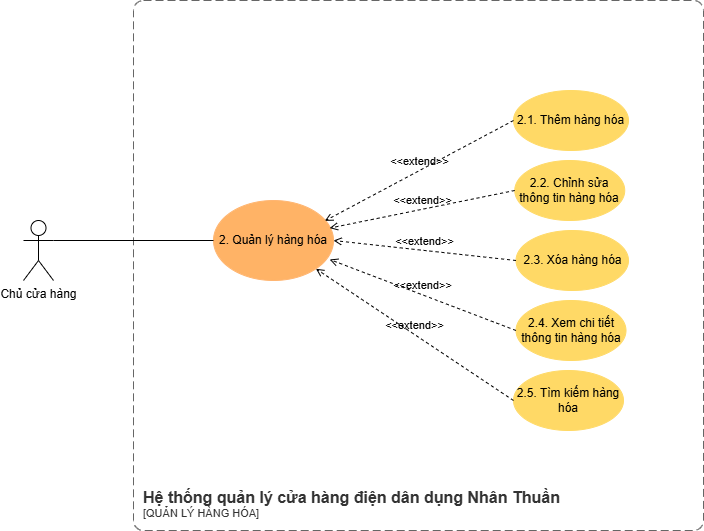 2.1. Thêm hàng hóa
<<extend>>
2.2. Chỉnh sửa
thông tin hàng hóa
<<extend>>
2. Quản lý hàng hóa
<<extend>>
2.3. Xóa hàng hóa
Chủ cửa hàng
<<extend>>
2.4. Xem chi tiết
thông tin hàng hóa
<<extend>>
2.5. Tìm kiếm hàng
hóa
Hệ thống quản lý cửa hàng điện dân dụng Nhân Thuần
[QUẢN LÝ HÀNG HÓA]